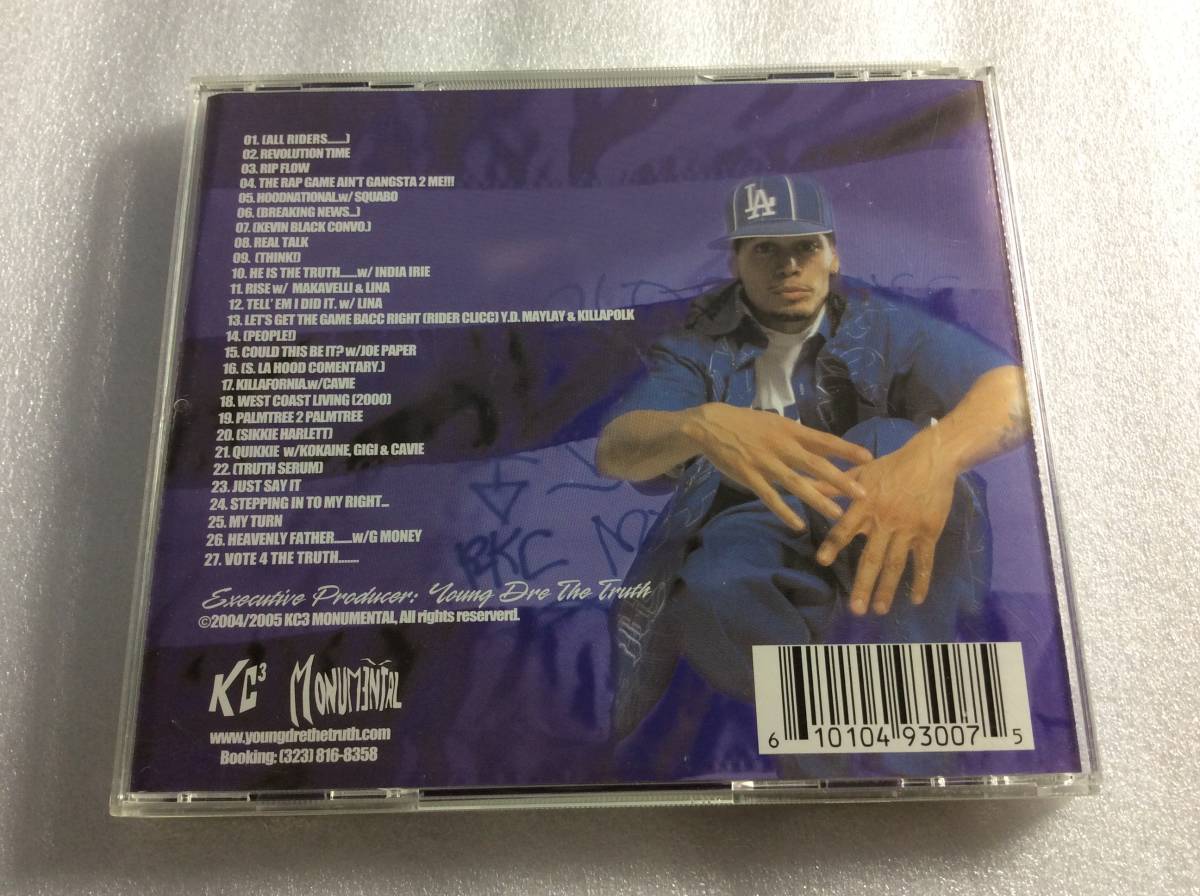 01. (ALL RIDERS.......)
02. REVOLUTION TIME
03. RIP FLOW
04. THE RAP GAME AIN'T GANGSTA 2 ME!!!
05. HOODNATIONAL.w/ SQUABO
06. (BREAKING NEWS...)
07. (KEVIN BLACK CONVO.)
08. REAL TALK
09. (THINK!)
10. HE IS THE TRUTH......w/ INDIA IRIE
11. RISE w/ MAKAVELLI & LINA
12. TELL' EM I DID IT. w/ LINA
13. LET'S GET THE GAME BACC RIGHT (RIDER CLICC) Y.D. MAYLAY & KILLAPOLK
14. (PEOPLE!)
15. COULD THIS BE IT? w/JOE PAPER
16. (S. LA HOOD COMENTARY.)
17. KILLAFORNIA.w/CAVIE
18. WEST COAST LIVING (2000)
19. PALMTREE 2 PALMTREE
20. (SIKKIE HARLETT)
21. QUIKKIE w/KOKAINE, GIGI & CAVIE
22. (TRUTH SERUM)
23. JUST SAY IT
24. STEPPING IN TO MY RIGHT...
25. MY TURN
26. HEAVENLY FATHER......w/G MONEY
27. VOTE 4 THE TRUTH.......
Executive Producer: Young Dre The Truth
©2004/2005 KC3 MONUMENTAL, All rights reserverd.
KC3 MONUMENTAL
www.youngdrethetruth.com
Booking: (323) 816-8358
LA
BKC
6 10104 93007 5